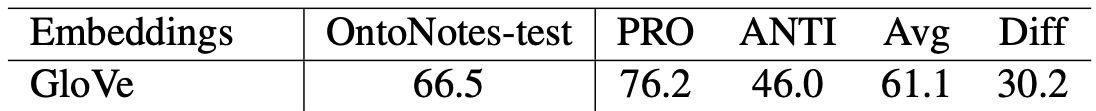 Embeddings OntoNotes-test PRO ANTI Avg Diff
GloVe 66.5 76.2 46.0 61.1 30.2